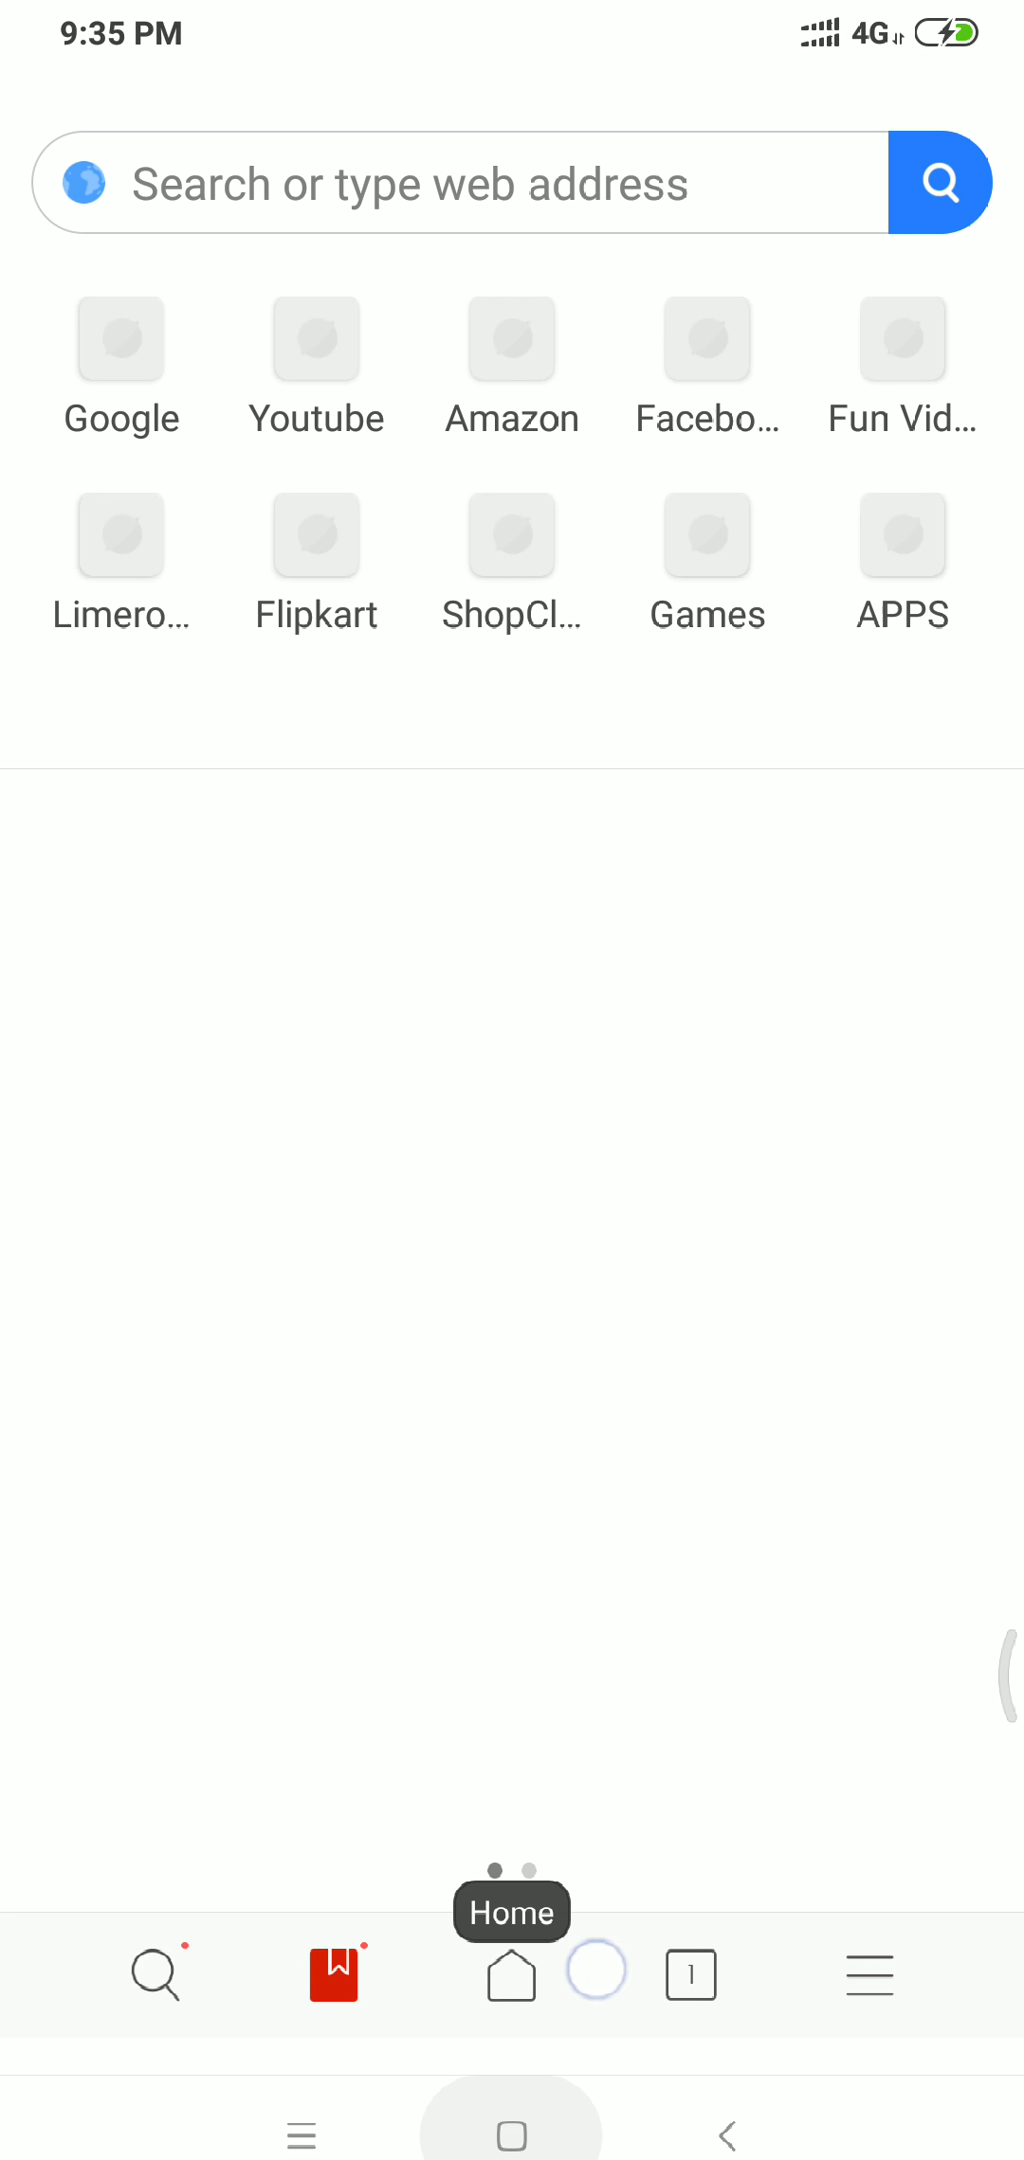 9:35 PM 4G
Search or type web address
Google Youtube Amazon Facebo... Fun Vid...
Limero... Flipkart ShopCl... Games APPS
Home
1